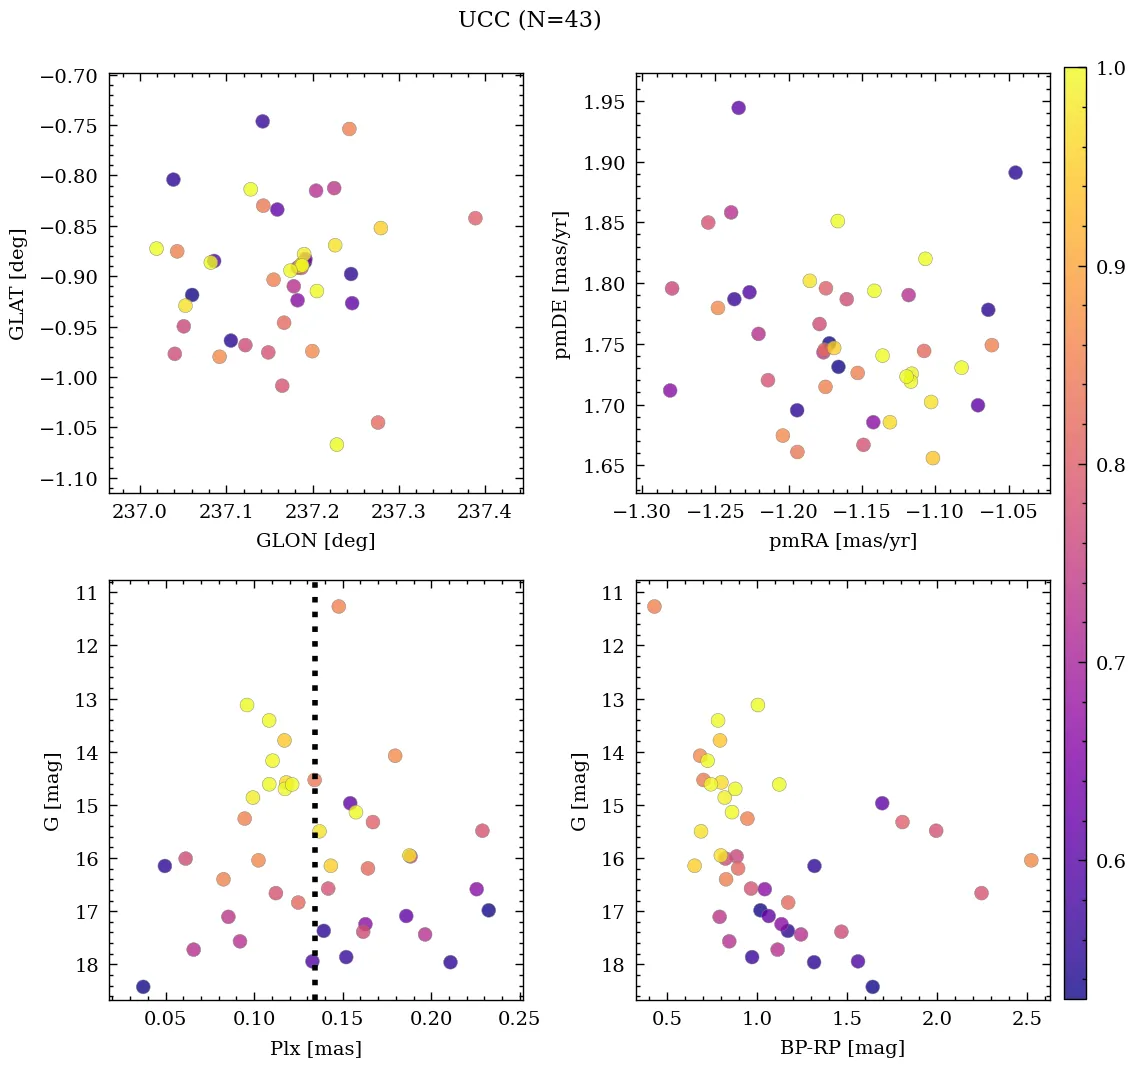 UCC (N=43)
−0.70
−0.75
−0.80
−0.85
−0.90
−0.95
−1.00
−1.05
−1.10
GLAT [deg]
237.0 237.1 237.2 237.3 237.4
GLON [deg]
1.95
1.90
1.85
1.80
1.75
1.70
1.65
pmDE [mas/yr]
−1.30 −1.25 −1.20 −1.15 −1.10 −1.05
pmRA [mas/yr]
1.0
0.9
0.8
0.7
0.6
11
12
13
14
15
16
17
18
G [mag]
0.05 0.10 0.15 0.20 0.25
Plx [mas]
11
12
13
14
15
16
17
18
G [mag]
0.5 1.0 1.5 2.0 2.5
BP-RP [mag]